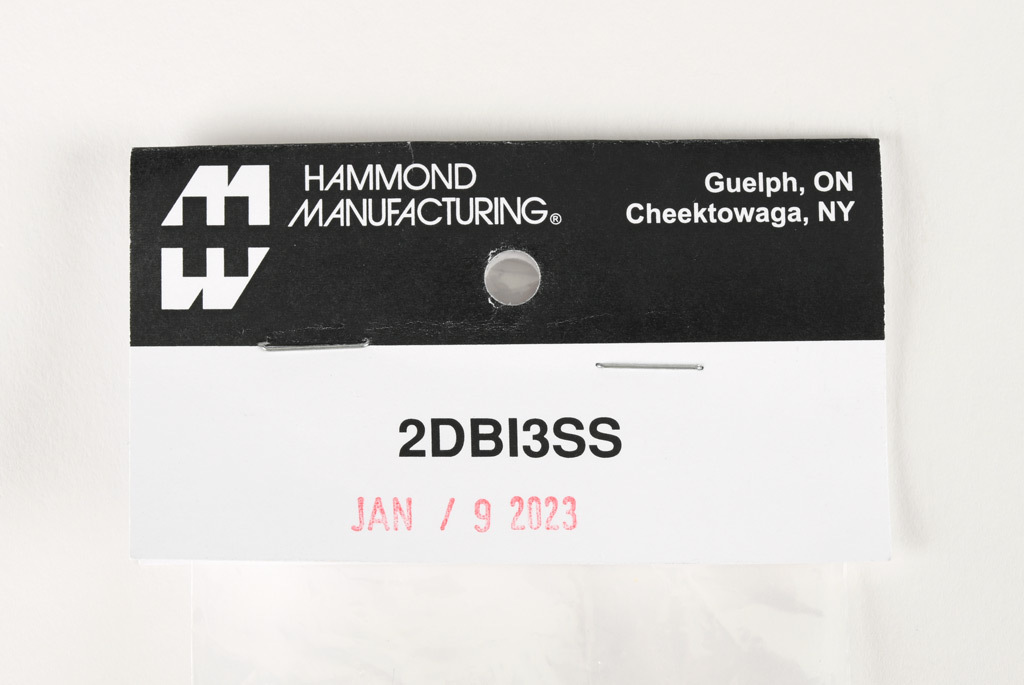 HAMMOND
MANUFACTURING®
Guelph, ON
Cheektowaga, NY
2DBI3SS
JAN / 9 2023